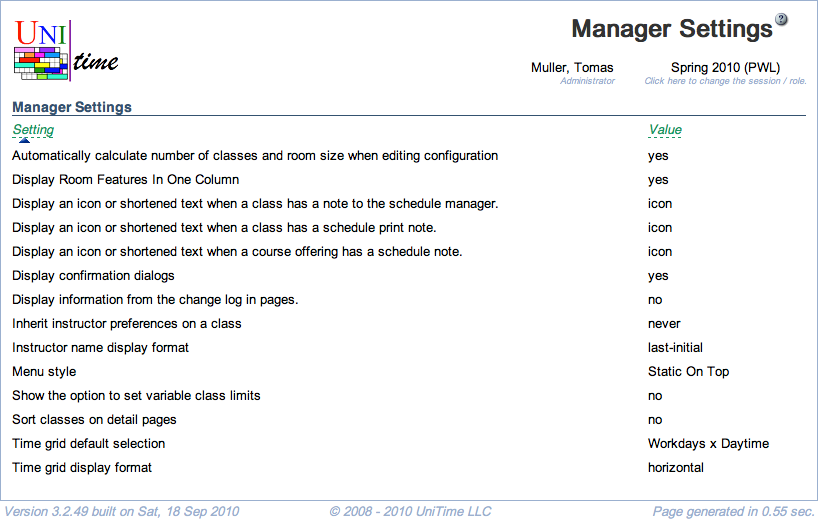 UNI
time
Manager Settings
?
Muller, Tomas
Spring 2010 (PWL)
Administrator
Click here to change the session / role.
Manager Settings
Setting Value
Automatically calculate number of classes and room size when editing configuration yes
Display Room Features In One Column yes
Display an icon or shortened text when a class has a note to the schedule manager. icon
Display an icon or shortened text when a class has a schedule print note. icon
Display an icon or shortened text when a course offering has a schedule note. icon
Display confirmation dialogs yes
Display information from the change log in pages. no
Inherit instructor preferences on a class never
Instructor name display format last-initial
Menu style Static On Top
Show the option to set variable class limits no
Sort classes on detail pages no
Time grid default selection Workdays x Daytime
Time grid display format horizontal
Version 3.2.49 built on Sat, 18 Sep 2010 © 2008 - 2010 UniTime LLC Page generated in 0.55 sec.